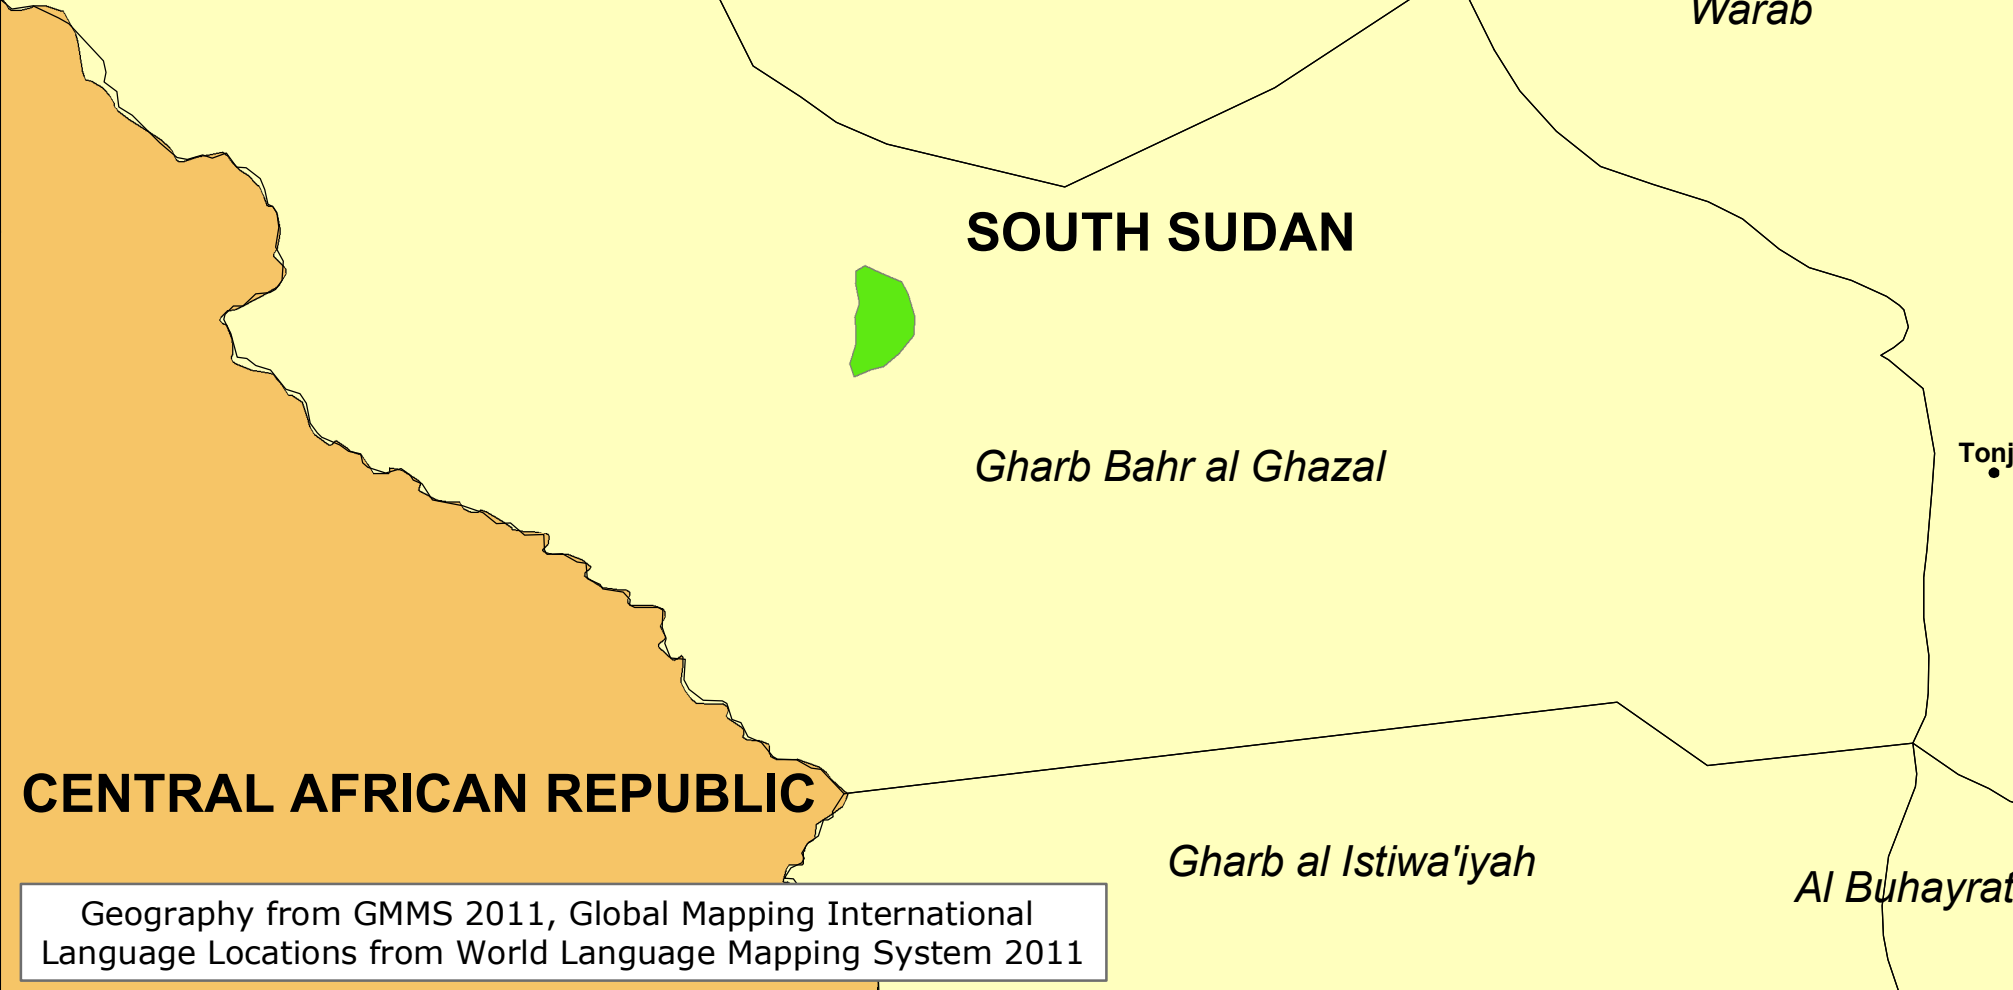 Warab
SOUTH SUDAN
Gharb Bahr al Ghazal
Tonj
CENTRAL AFRICAN REPUBLIC
Gharb al Istiwa'iyah
Al Buhayrat
Geography from GMMS 2011, Global Mapping International
Language Locations from World Language Mapping System 2011